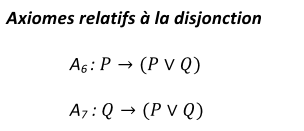 Axiomes relatifs à la disjonction
A₆ : P → (P ∨ Q)
A₇ : Q → (P ∨ Q)